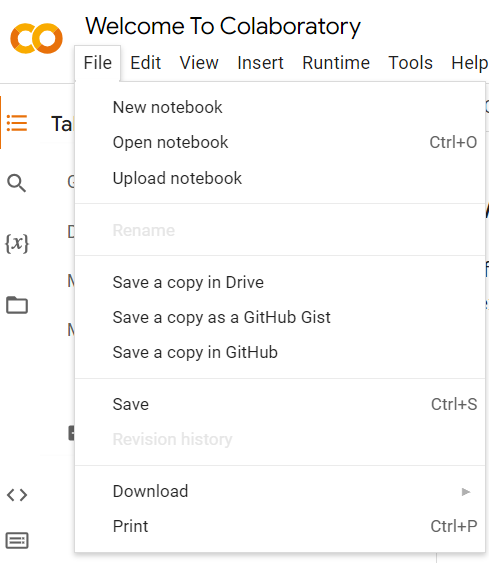 Welcome To Colaboratory
File Edit View Insert Runtime Tools Help
New notebook
Open notebook Ctrl+O
Upload notebook
Rename
Save a copy in Drive
Save a copy as a GitHub Gist
Save a copy in GitHub
Save Ctrl+S
Revision history
Download
Print Ctrl+P
{x}